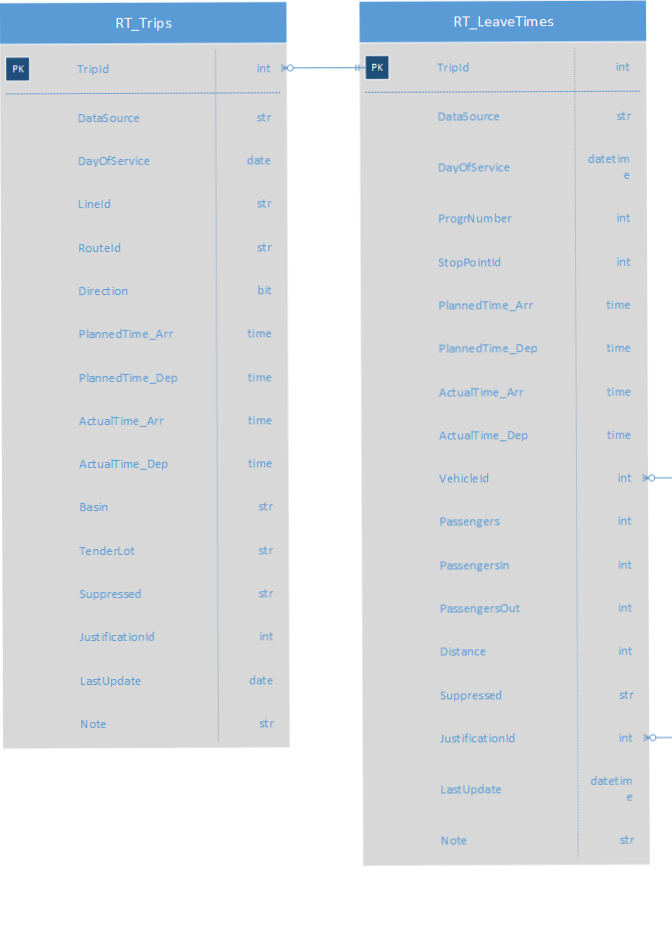 RT_Trips
PK TripId int
DataSource str
DayOfService date
LineId str
RouteId str
Direction bit
PlannedTime_Arr time
PlannedTime_Dep time
ActualTime_Arr time
ActualTime_Dep time
Basin str
TenderLot str
Suppressed str
JustificationId int
LastUpdate date
Note str
RT_LeaveTimes
PK TripId int
DataSource str
DayOfService datetim
e
ProgrNumber int
StopPointId int
PlannedTime_Arr time
PlannedTime_Dep time
ActualTime_Arr time
ActualTime_Dep time
VehicleId int
Passengers int
PassengersIn int
PassengersOut int
Distance int
Suppressed str
JustificationId int
LastUpdate datetim
e
Note str